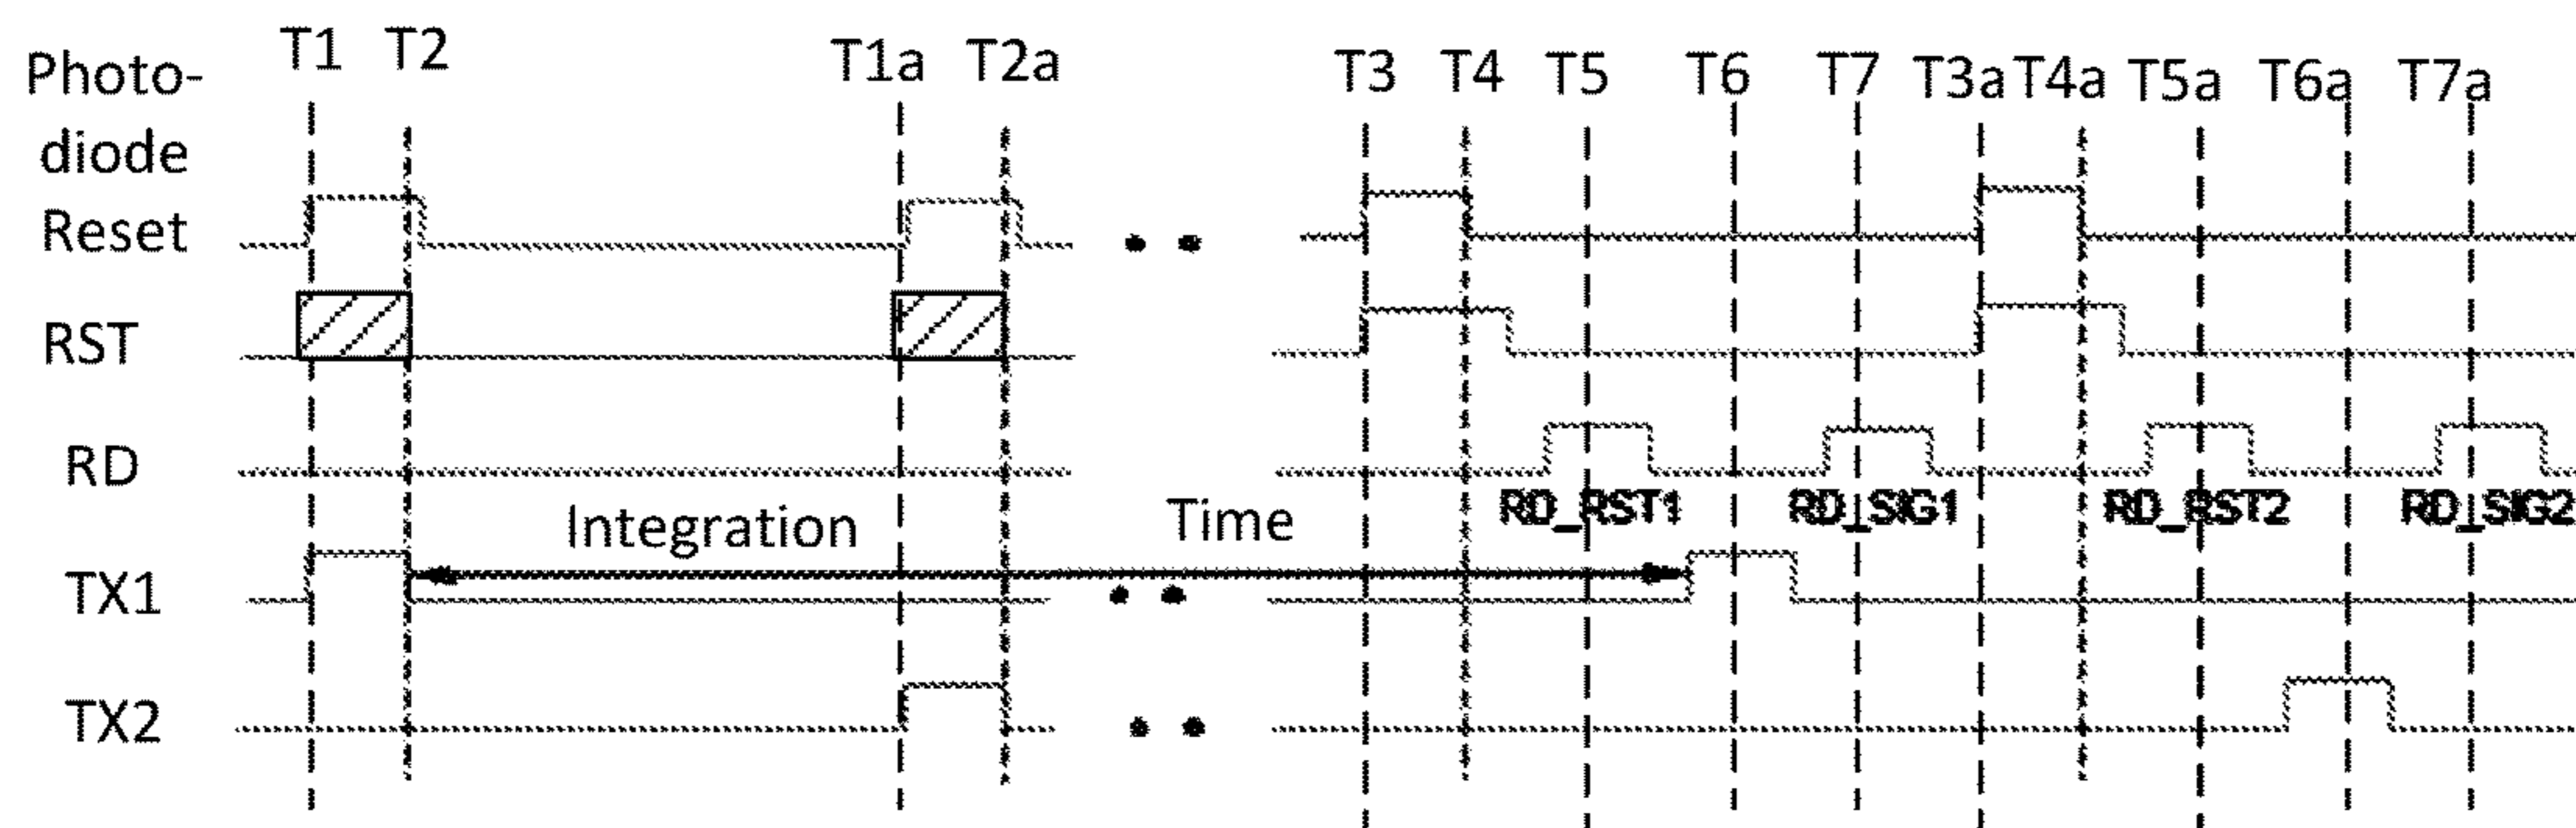 T1 T2 T1a T2a T3 T4 T5 T6 T7 T3a T4a T5a T6a T7a
Photo-
diode
Reset
RST
RD
RD_RST1 RD_SIG1 RD_RST2 RD_SIG2
Integration Time
TX1
TX2